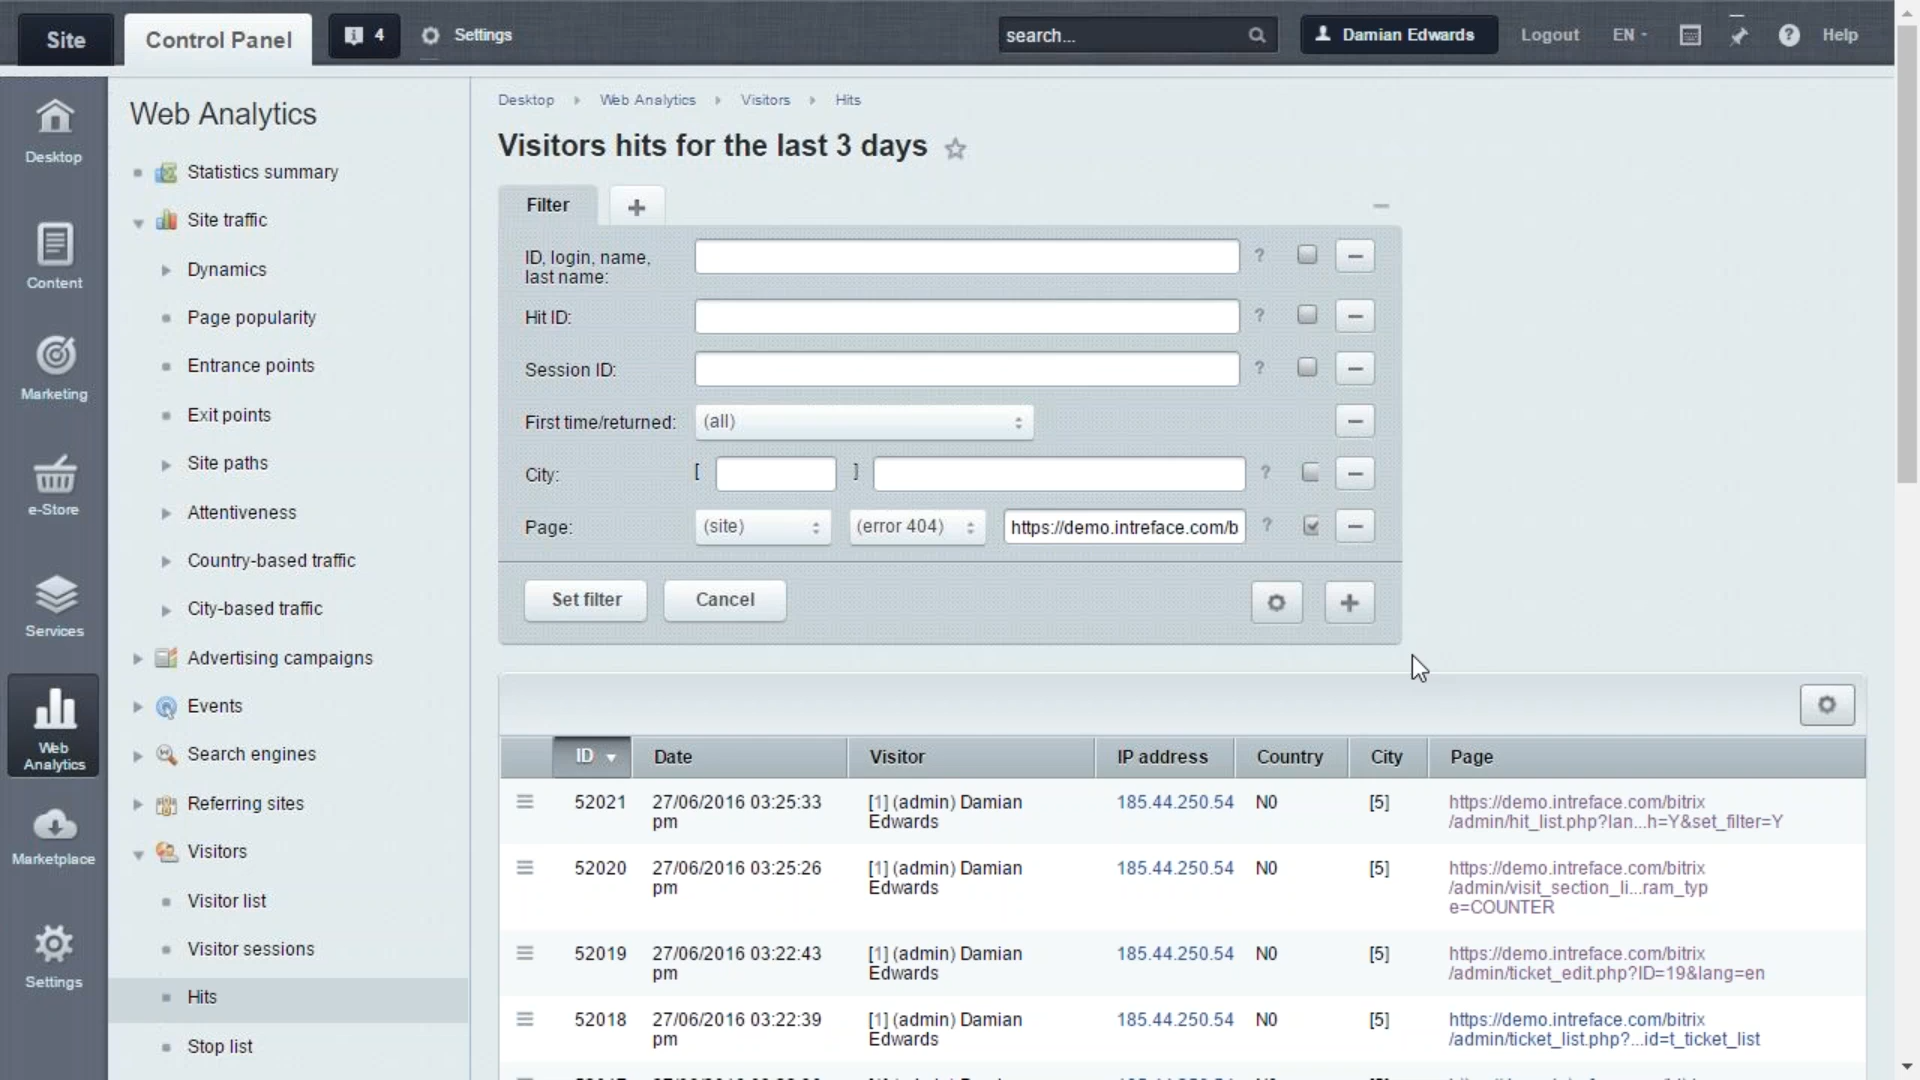 Site
Control Panel
4
Settings
search...
Damian Edwards
Logout
EN
? Help
Desktop
Content
Marketing
e-Store
Services
Web
Analytics
Marketplace
Settings
Web Analytics
Statistics summary
Site traffic
Dynamics
Page popularity
Entrance points
Exit points
Site paths
Attentiveness
Country-based traffic
City-based traffic
Advertising campaigns
Events
Search engines
Referring sites
Visitors
Visitor list
Visitor sessions
Hits
Stop list
Desktop Web Analytics Visitors Hits
Visitors hits for the last 3 days
Filter +
ID, login, name,
last name: ?
Hit ID: ?
Session ID: ?
First time/returned: (all)
City: [ ] ?
Page: (site) (error 404) https://demo.intreface.com/b ?
Set filter Cancel
ID Date Visitor IP address Country City Page
52021 27/06/2016 03:25:33 [1] (admin) Damian 185.44.250.54 N0 [5] https://demo.intreface.com/bitrix
pm Edwards /admin/hit_list.php?lan...h=Y&set_filter=Y
52020 27/06/2016 03:25:26 [1] (admin) Damian 185.44.250.54 N0 [5] https://demo.intreface.com/bitrix
pm Edwards /admin/visit_section_li...ram_typ
e=COUNTER
52019 27/06/2016 03:22:43 [1] (admin) Damian 185.44.250.54 N0 [5] https://demo.intreface.com/bitrix
pm Edwards /admin/ticket_edit.php?ID=19&lang=en
52018 27/06/2016 03:22:39 [1] (admin) Damian 185.44.250.54 N0 [5] https://demo.intreface.com/bitrix
pm Edwards /admin/ticket_list.php?...id=t_ticket_list